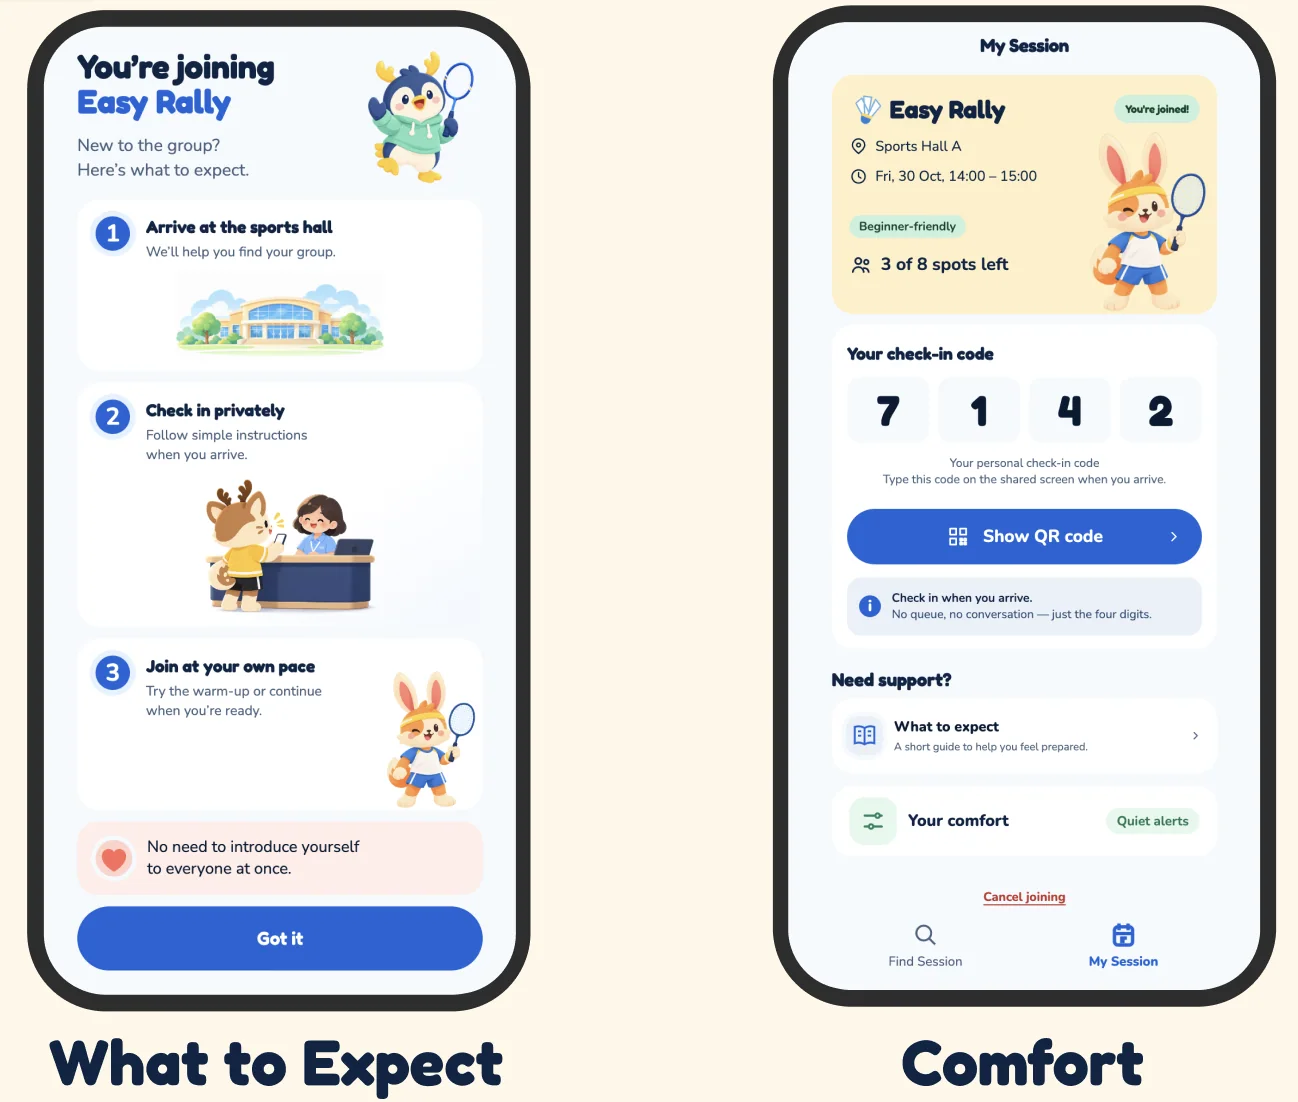 You're joining
Easy Rally
New to the group?
Here's what to expect.
1
Arrive at the sports hall
We'll help you find your group.
2
Check in privately
Follow simple instructions
when you arrive.
3
Join at your own pace
Try the warm-up or continue
when you're ready.
No need to introduce yourself
to everyone at once.
Got it
What to Expect
My Session
Easy Rally
You're joined!
Sports Hall A
Fri, 30 Oct, 14:00 – 15:00
Beginner-friendly
3 of 8 spots left
Your check-in code
7 1 4 2
Your personal check-in code
Type this code on the shared screen when you arrive.
Show QR code
Check in when you arrive.
No queue, no conversation — just the four digits.
Need support?
What to expect
A short guide to help you feel prepared.
Your comfort
Quiet alerts
Cancel joining
Find Session
My Session
Comfort